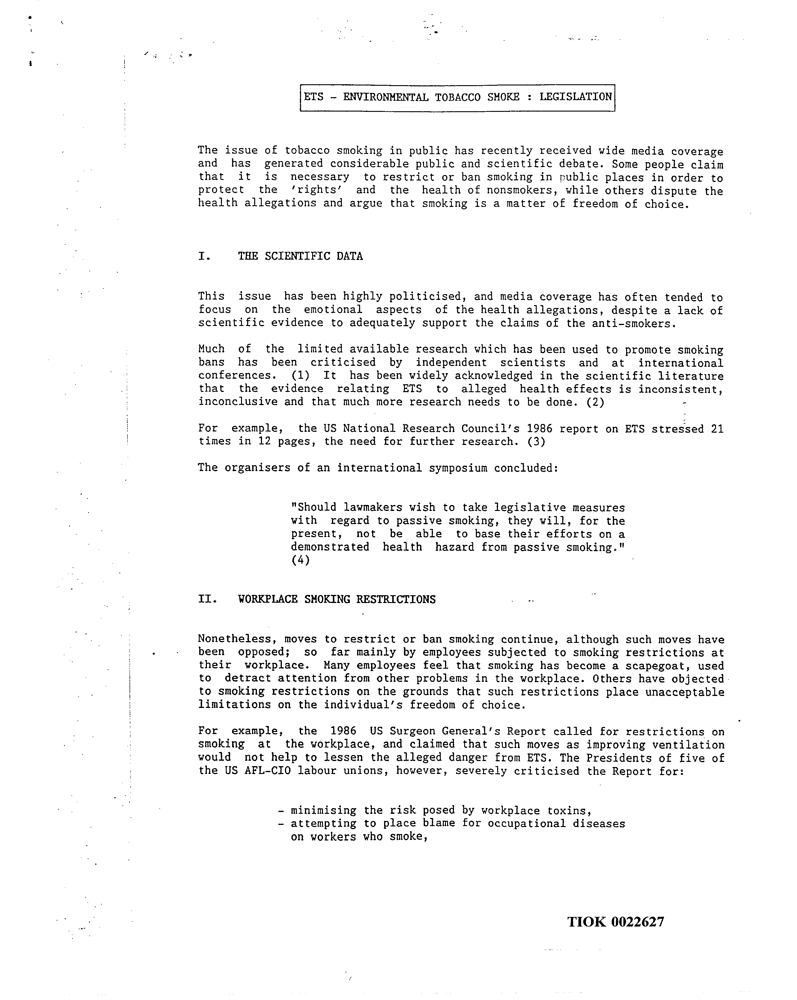 ETS - ENVIRONMENTAL TOBACCO SMOKE : LEGISLATION
The issue of tobacco smoking in public has recently received wide media coverage
and has generated considerable public and scientific debate. Some people claim
that it is necessary to restrict or ban smoking in public places in order to
protect the 'rights' and the health of nonsmokers, while others dispute the
health allegations and argue that smoking is a matter of freedom of choice.
I. THE SCIENTIFIC DATA
This issue has been highly politicised, and media coverage has often tended to
focus on the emotional aspects of the health allegations, despite a lack of
scientific evidence to adequately support the claims of the anti-smokers.
Much of the limited available research which has been used to promote smoking
bans has been criticised by independent scientists and at international
conferences. (1) It has been widely acknowledged in the scientific literature
that the evidence relating ETS to alleged health effects is inconsistent,
inconclusive and that much more research needs to be done. (2)
For example, the US National Research Council's 1986 report on ETS stressed 21
times in 12 pages, the need for further research. (3)
The organisers of an international symposium concluded:
"Should lawmakers wish to take legislative measures
with regard to passive smoking, they will, for the
present, not be able to base their efforts on a
demonstrated health hazard from passive smoking."
(4)
II. WORKPLACE SMOKING RESTRICTIONS
Nonetheless, moves to restrict or ban smoking continue, although such moves have
been opposed; so far mainly by employees subjected to smoking restrictions at
their workplace. Many employees feel that smoking has become a scapegoat, used
to detract attention from other problems in the workplace. Others have objected
to smoking restrictions on the grounds that such restrictions place unacceptable
limitations on the individual's freedom of choice.
For example, the 1986 US Surgeon General's Report called for restrictions on
smoking at the workplace, and claimed that such moves as improving ventilation
would not help to lessen the alleged danger from ETS. The Presidents of five of
the US AFL-CIO labour unions, however, severely criticised the Report for:
- minimising the risk posed by workplace toxins,
- attempting to place blame for occupational diseases
on workers who smoke,
TIOK 0022627